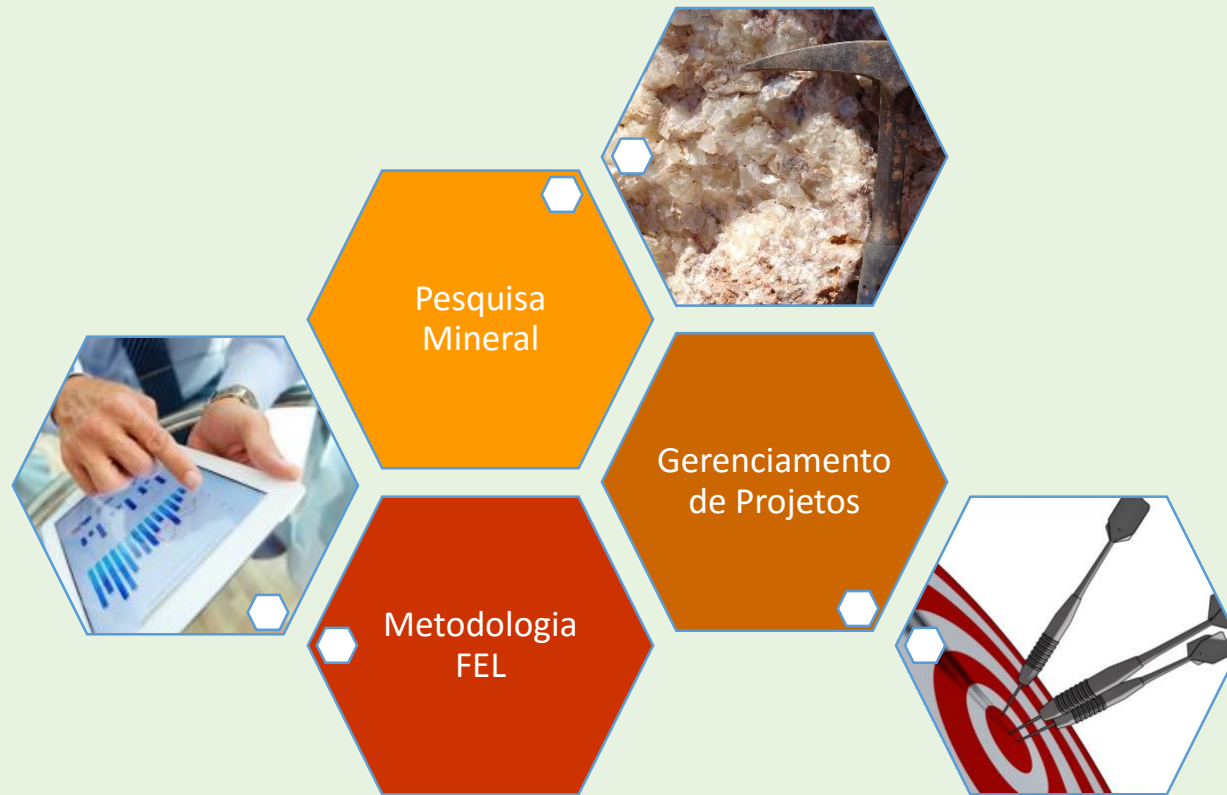 Pesquisa
Mineral
Gerenciamento
de Projetos
Metodologia
FEL